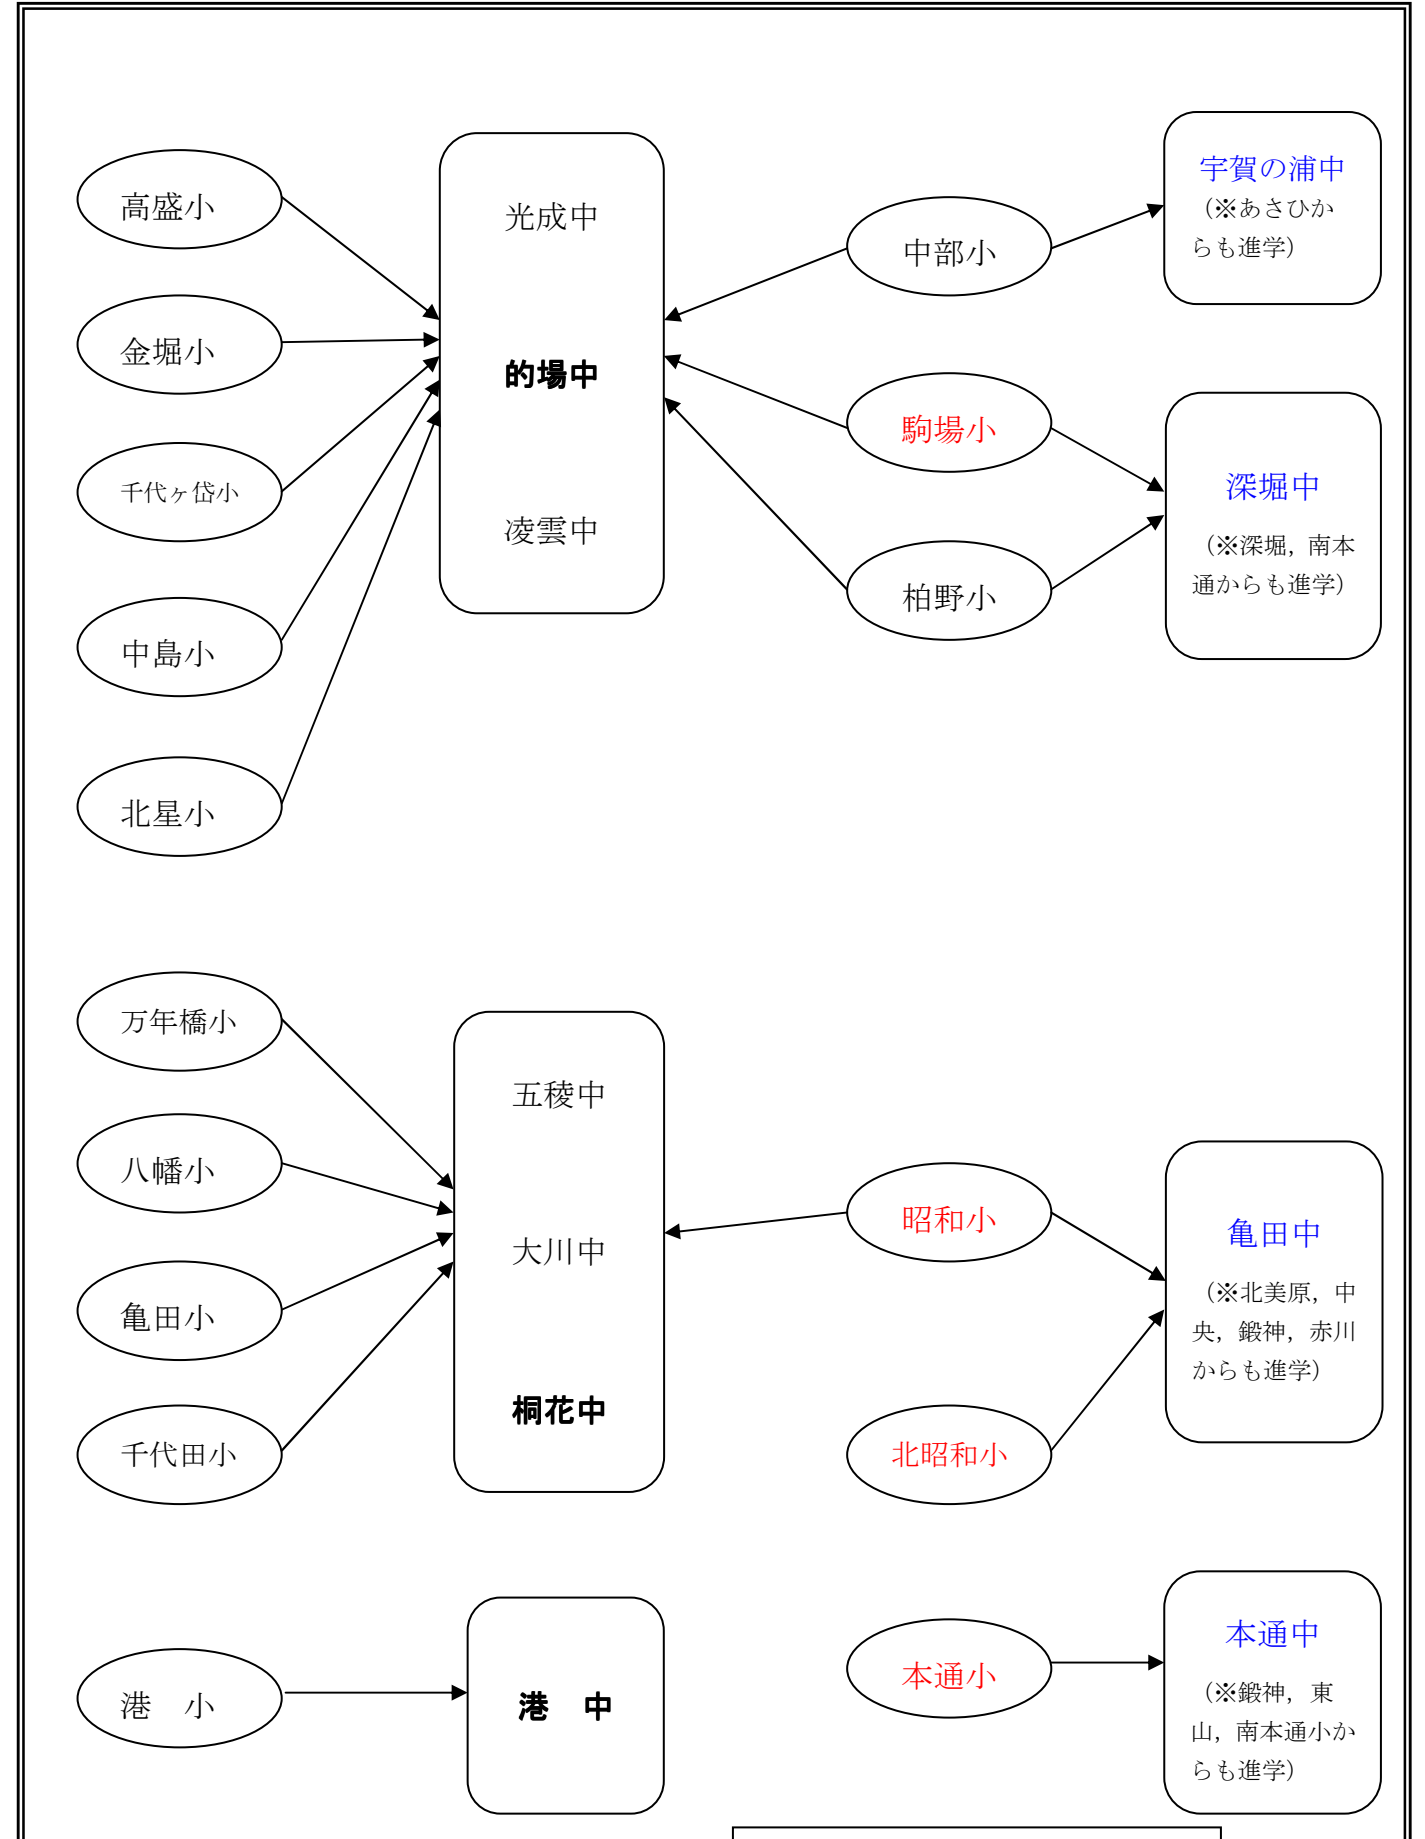 高盛小
金堀小
千代ヶ岱小
中島小
北星小
光成中
的場中
凌雲中
中部小
駒場小
柏野小
宇賀の浦中
（※あさひか
らも進学）
深堀中
（※深堀，南本
通からも進学）
万年橋小
八幡小
亀田小
千代田小
五稜中
大川中
桐花中
昭和小
北昭和小
亀田中
（※北美原，中
央，鍛神，赤川
からも進学）
港　小
港　中
本通小
本通中
（※鍛神，東
山，南本通小か
らも進学）